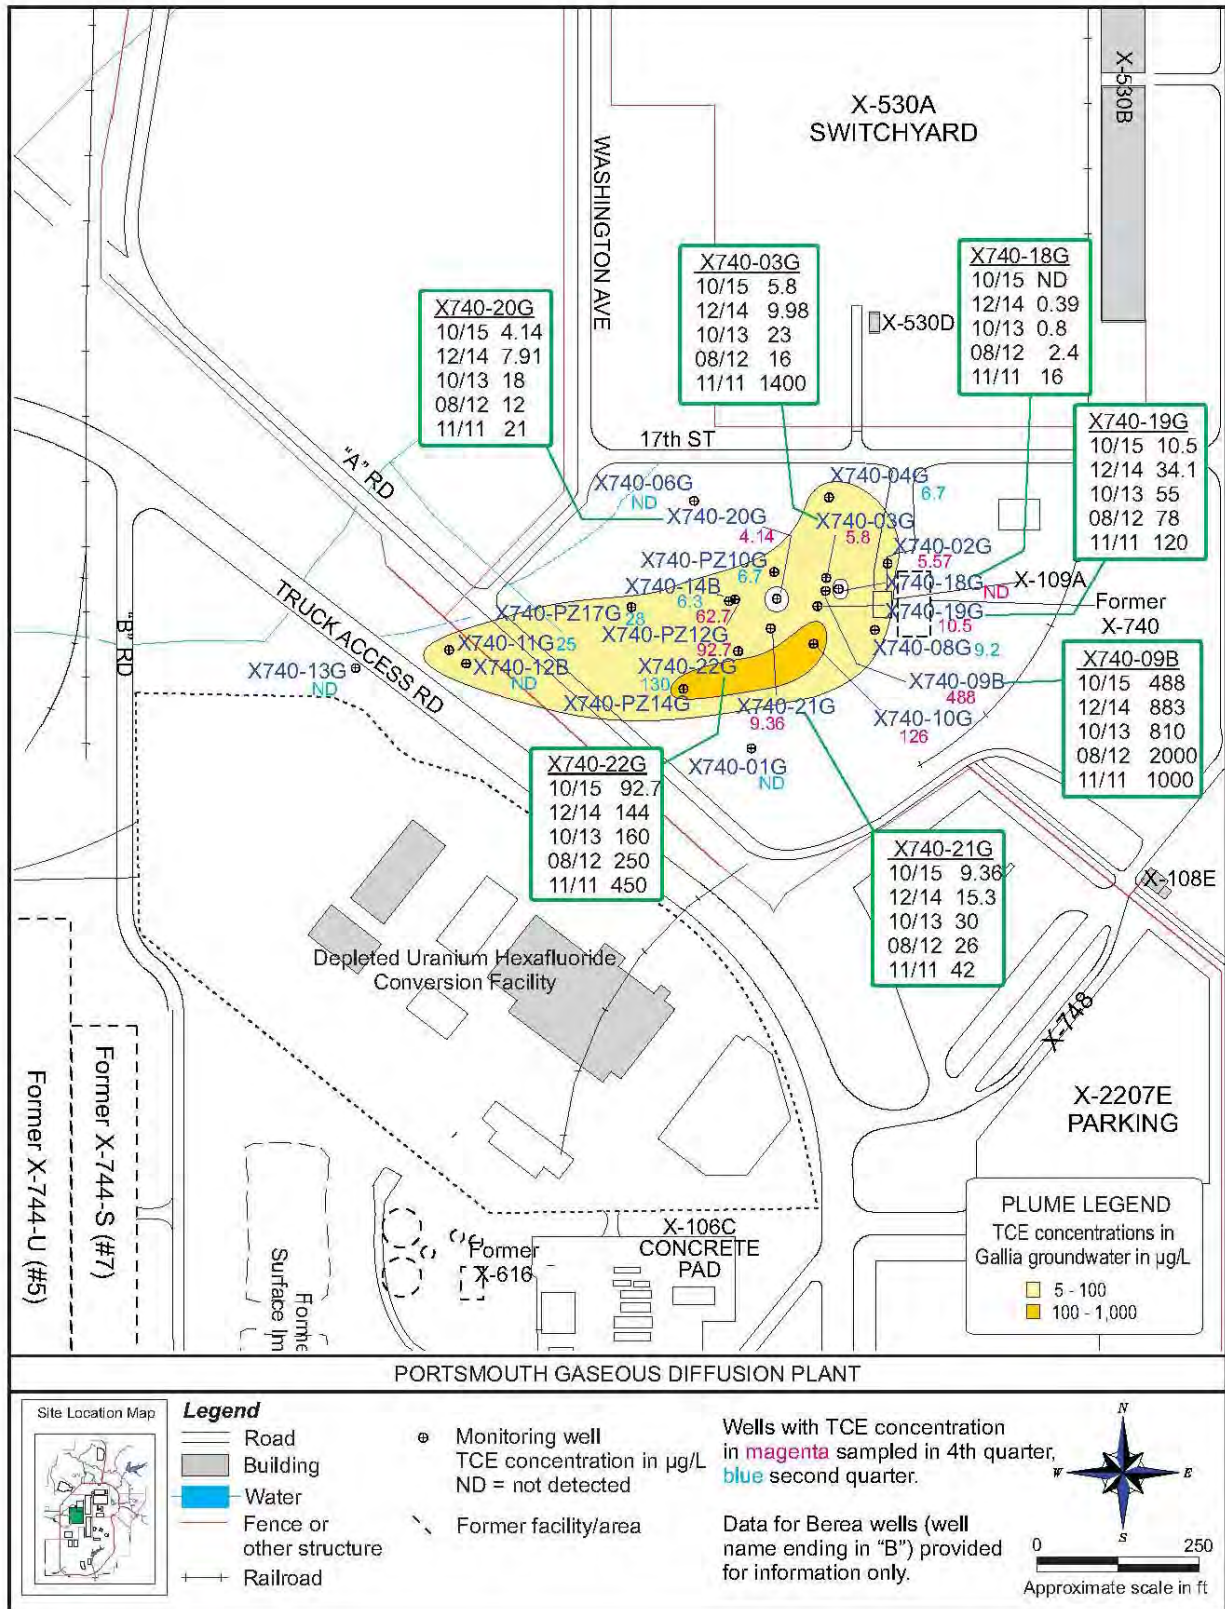 X-530A
SWITCHYARD
X-530B
WASHINGTON AVE
X740-03G
10/15 5.8
12/14 9.98
10/13 23
08/12 16
11/11 1400
X740-18G
10/15 ND
12/14 0.39
10/13 0.8
08/12 2.4
11/11 16
X740-20G
10/15 4.14
12/14 7.91
10/13 18
08/12 12
11/11 21
X-530D
X740-19G
10/15 10.5
12/14 34.1
10/13 55
08/12 78
11/11 120
17th ST
"A" RD
X740-06G
ND
X740-04G
6.7
X740-20G
4.14
X740-03G
5.8
X740-02G
5.57
X740-PZ10G
6.7
X740-14B
6.3
62.7
X740-18G
ND
X-109A
X740-PZ17G
28
X740-19G
10.5
Former
X-740
TRUCK ACCESS RD
"B" RD
X740-11G 25
X740-PZ12G
92.7
X740-08G 9.2
X740-13G
ND
X740-12B
ND
X740-22G
130
X740-09B
488
X740-PZ14G
X740-21G
9.36
X740-10G
126
X740-09B
10/15 488
12/14 883
10/13 810
08/12 2000
11/11 1000
X740-01G
ND
X740-22G
10/15 92.7
12/14 144
10/13 160
08/12 250
11/11 450
X740-21G
10/15 9.36
12/14 15.3
10/13 30
08/12 26
11/11 42
X-108E
Depleted Uranium Hexafluoride
Conversion Facility
X-748
X-2207E
PARKING
Former X-744-U (#5)
Former X-744-S (#7)
Surface Im
Forme
Former
X-616
X-106C
CONCRETE
PAD
PLUME LEGEND
TCE concentrations in
Gallia groundwater in µg/L
5 - 100
100 - 1,000
PORTSMOUTH GASEOUS DIFFUSION PLANT
Site Location Map
Legend
Road
Building
Water
Fence or
other structure
Railroad
Monitoring well
TCE concentration in µg/L
ND = not detected
Former facility/area
Wells with TCE concentration
in magenta sampled in 4th quarter,
blue second quarter.
Data for Berea wells (well
name ending in "B") provided
for information only.
N
W
E
S
0 250
Approximate scale in ft